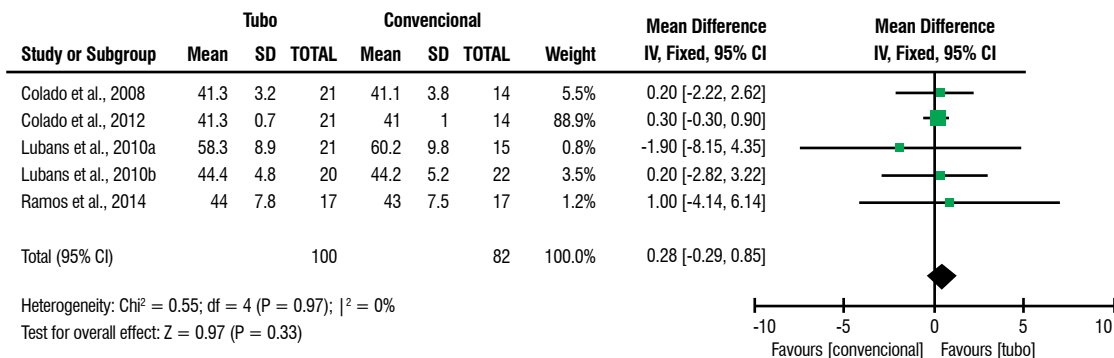 Tubo Convencional Mean Difference Mean Difference
Study or Subgroup Mean SD TOTAL Mean SD TOTAL Weight IV, Fixed, 95% CI IV, Fixed, 95% CI
Colado et al., 2008 41.3 3.2 21 41.1 3.8 14 5.5% 0.20 [-2.22, 2.62]
Colado et al., 2012 41.3 0.7 21 41 1 14 88.9% 0.30 [-0.30, 0.90]
Lubans et al., 2010a 58.3 8.9 21 60.2 9.8 15 0.8% -1.90 [-8.15, 4.35]
Lubans et al., 2010b 44.4 4.8 20 44.2 5.2 22 3.5% 0.20 [-2.82, 3.22]
Ramos et al., 2014 44 7.8 17 43 7.5 17 1.2% 1.00 [-4.14, 6.14]
Total (95% CI) 100 82 100.0% 0.28 [-0.29, 0.85]
Heterogeneity: Chi² = 0.55; df = 4 (P = 0.97); |² = 0%
Test for overall effect: Z = 0.97 (P = 0.33)
-10 -5 0 5 10
Favours [convencional] Favours [tubo]